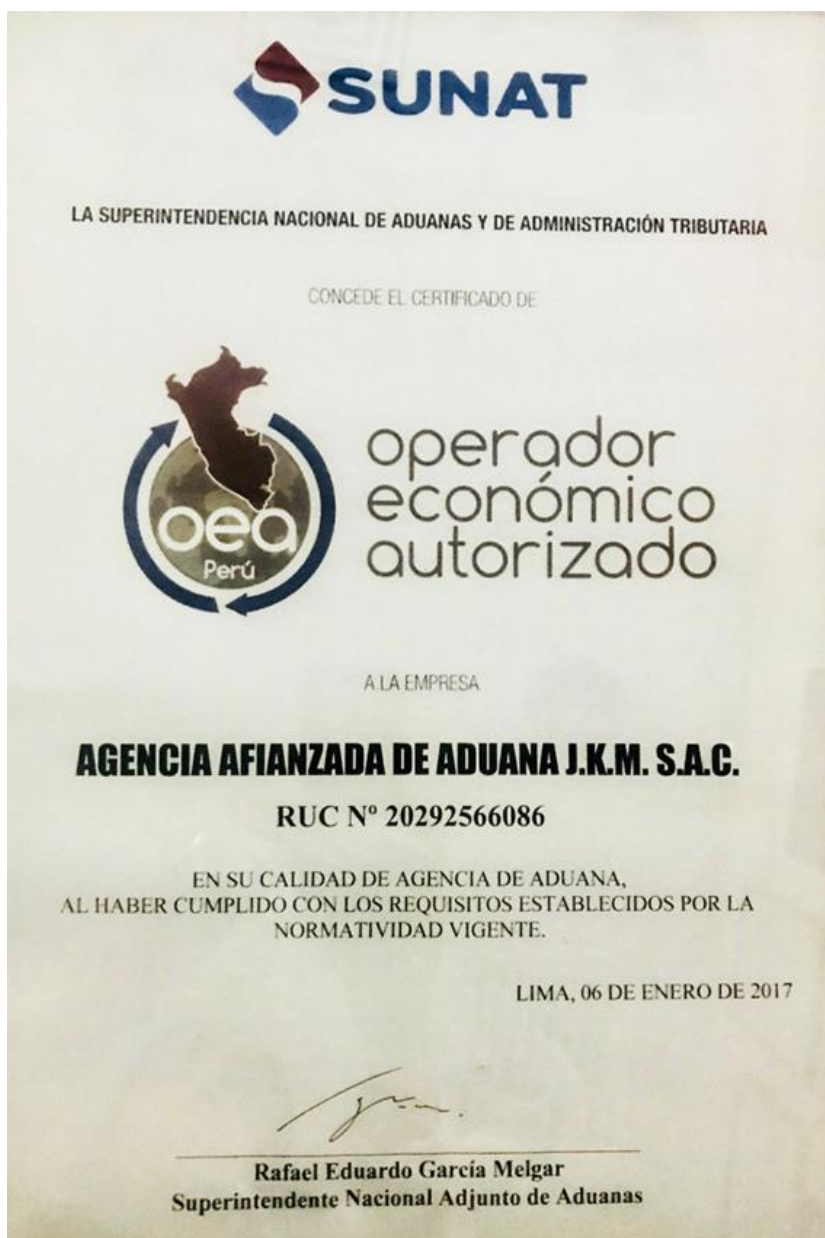 SUNAT
LA SUPERINTENDENCIA NACIONAL DE ADUANAS Y DE ADMINISTRACIÓN TRIBUTARIA
CONCEDE EL CERTIFICADO DE
oea
Perú
operador
económico
autorizado
A LA EMPRESA
AGENCIA AFIANZADA DE ADUANA J.K.M. S.A.C.
RUC Nº 20292566086
EN SU CALIDAD DE AGENCIA DE ADUANA,
AL HABER CUMPLIDO CON LOS REQUISITOS ESTABLECIDOS POR LA
NORMATIVIDAD VIGENTE.
LIMA, 06 DE ENERO DE 2017
Rafael Eduardo García Melgar
Superintendente Nacional Adjunto de Aduanas